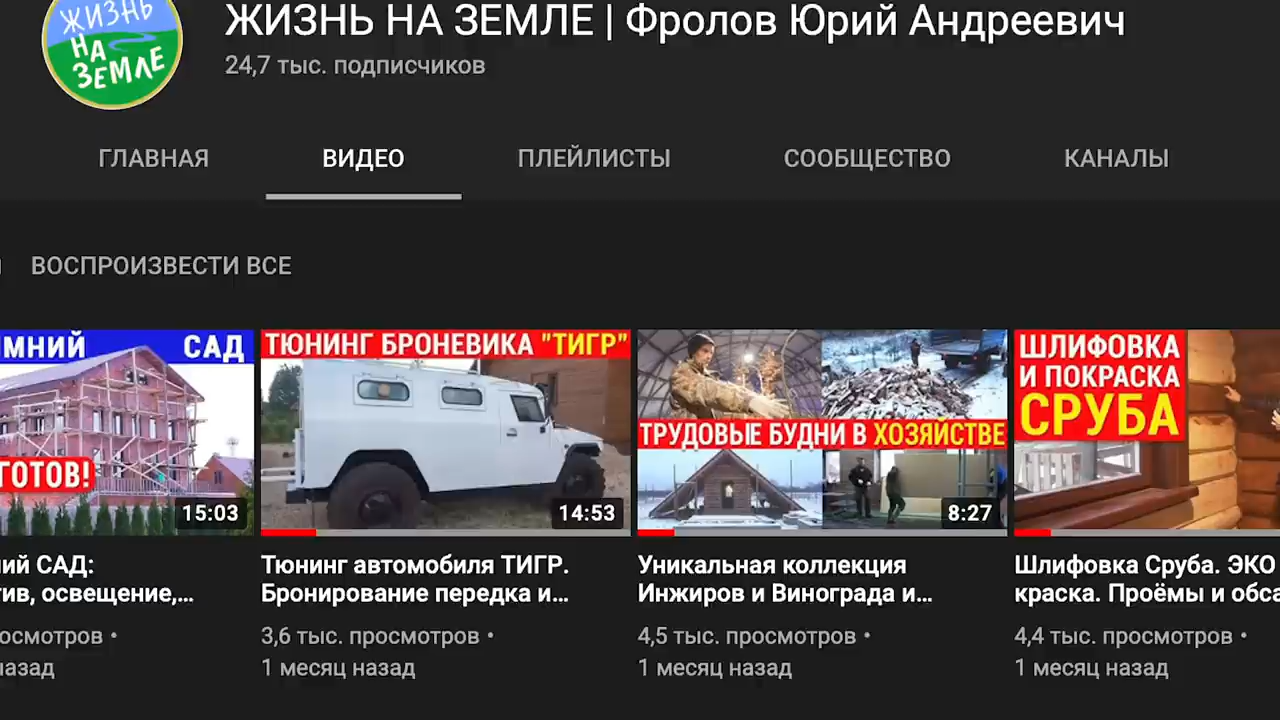 ЖИЗНЬ
НА
ЗЕМЛЕ
ЖИЗНЬ НА ЗЕМЛЕ | Фролов Юрий Андреевич
24,7 тыс. подписчиков
ГЛАВНАЯ ВИДЕО ПЛЕЙЛИСТЫ СООБЩЕСТВО КАНАЛЫ
ВОСПРОИЗВЕСТИ ВСЕ
МНИЙ САД
ГОТОВ!
15:03
ТЮНИНГ БРОНЕВИКА "ТИГР"
14:53
ТРУДОВЫЕ БУДНИ В ХОЗЯЙСТВЕ
8:27
ШЛИФОВКА
И ПОКРАСКА
СРУБА
ий САД:
ив, освещение,...
осмотров •
назад
Тюнинг автомобиля ТИГР.
Бронирование передка и...
3,6 тыс. просмотров •
1 месяц назад
Уникальная коллекция
Инжиров и Винограда и...
4,5 тыс. просмотров •
1 месяц назад
Шлифовка Сруба. ЭКО
краска. Проёмы и обса
4,4 тыс. просмотров •
1 месяц назад